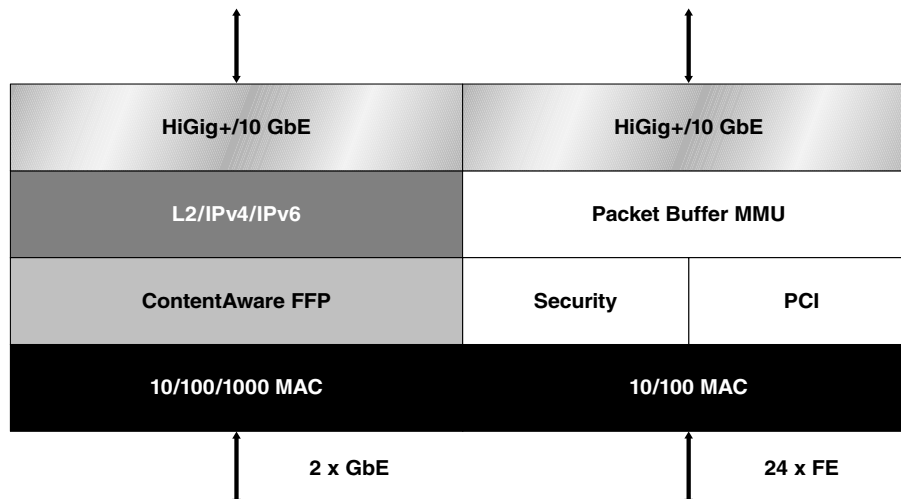 HiGig+/10 GbE
HiGig+/10 GbE
L2/IPv4/IPv6
Packet Buffer MMU
ContentAware FFP
Security
PCI
10/100/1000 MAC
10/100 MAC
2 x GbE
24 x FE